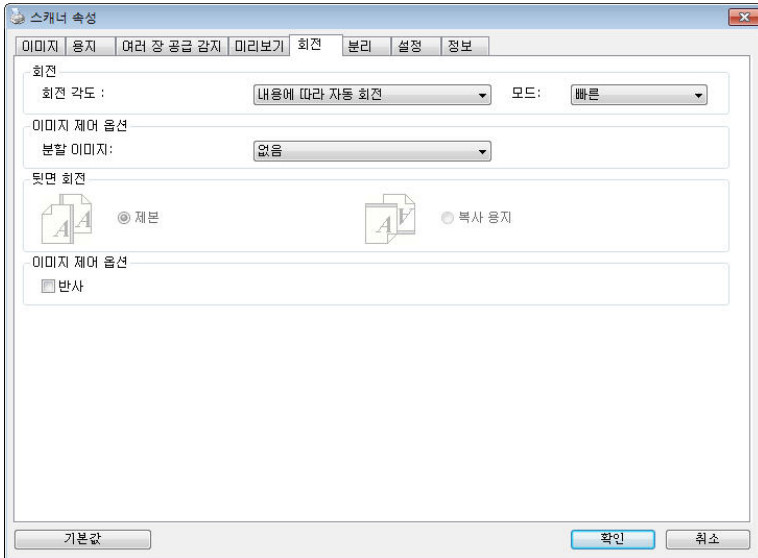 스캐너 속성
이미지 용지 여러 장 공급 감지 미리보기 회전 분리 설정 정보
회전
회전 각도 : 내용에 따라 자동 회전 모드: 빠른
이미지 제어 옵션
분할 이미지: 없음
뒷면 회전
A A 제본 A A 복사 용지
이미지 제어 옵션
반사
기본값 확인 취소